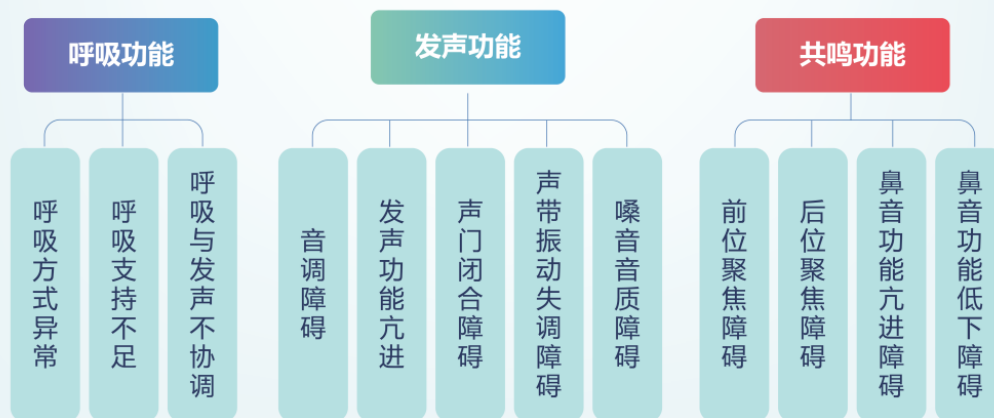 呼吸功能
发声功能
共鸣功能
呼吸方式异常
呼吸支持不足
呼吸与发声不协调
音调障碍
发声功能亢进
声门闭合障碍
声带振动失调障碍
嗓音音质障碍
前位聚焦障碍
后位聚焦障碍
鼻音功能亢进障碍
鼻音功能低下障碍